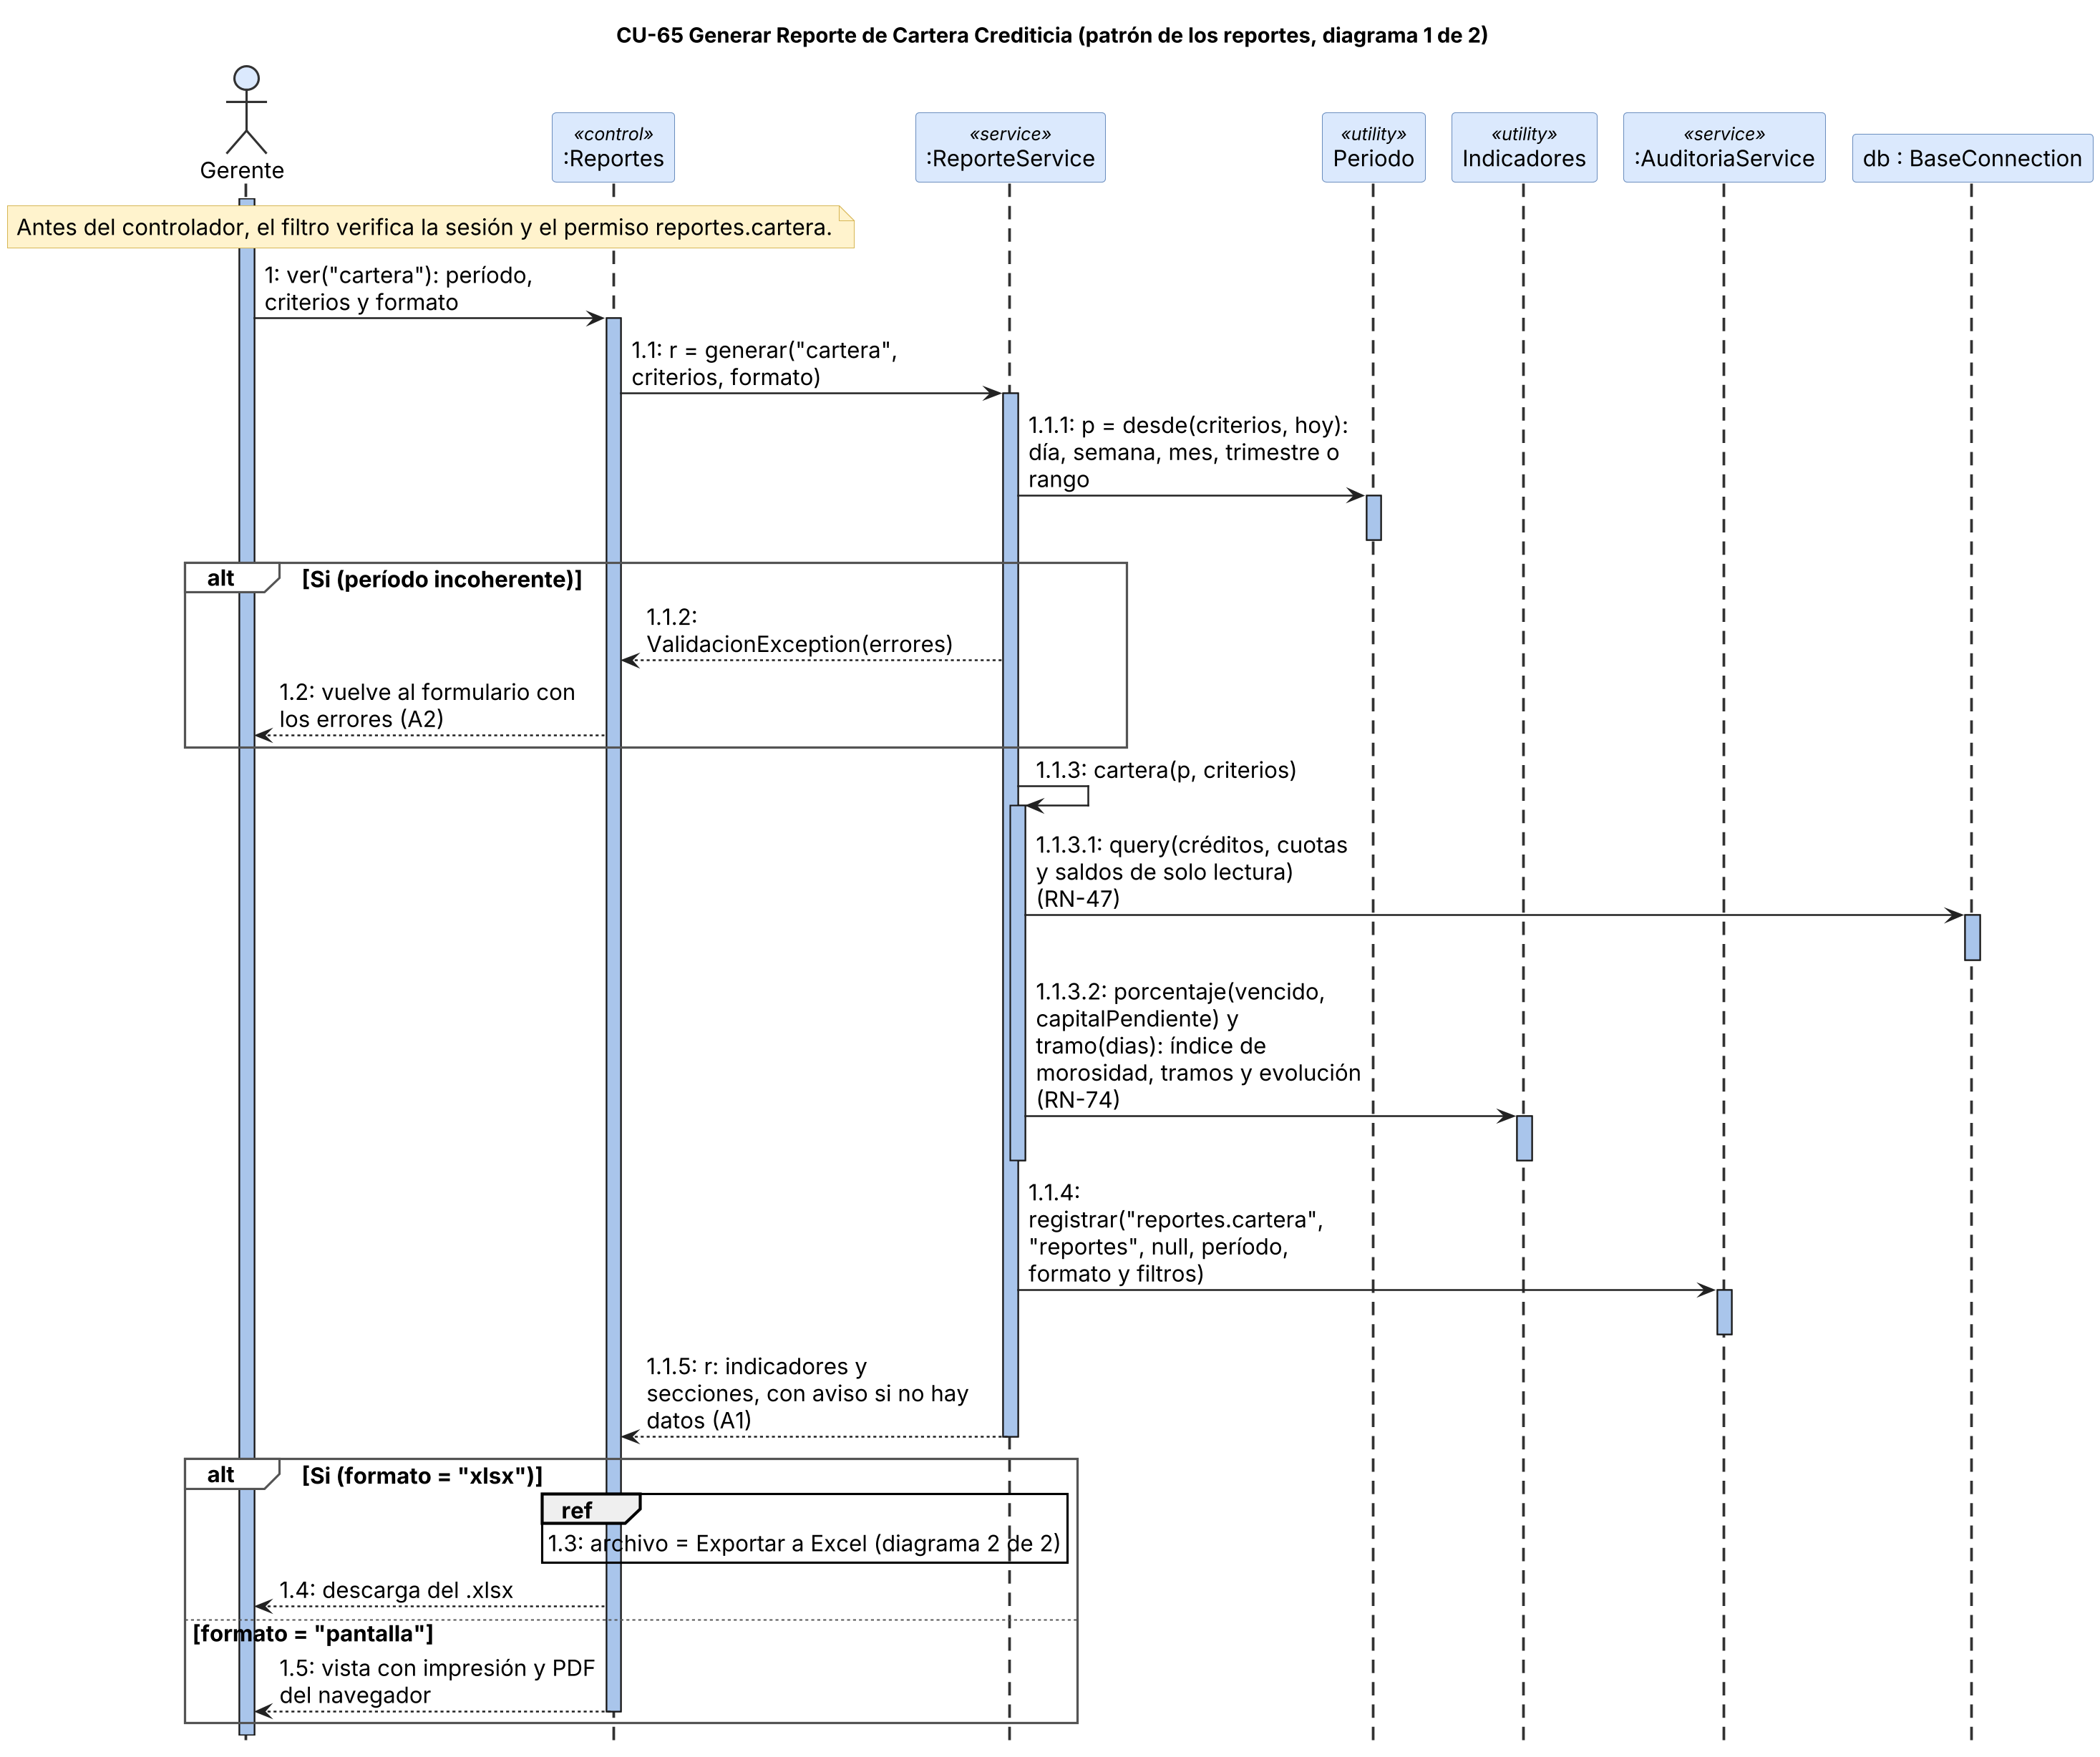 CU-65 Generar Reporte de Cartera Crediticia (patrón de los reportes, diagrama 1 de 2)
Gerente
«control»
:Reportes
«service»
:ReporteService
«utility»
Periodo
«utility»
Indicadores
«service»
:AuditoriaService
db : BaseConnection
Antes del controlador, el filtro verifica la sesión y el permiso reportes.cartera.
1: ver("cartera"): período,
criterios y formato
1.1: r = generar("cartera",
criterios, formato)
1.1.1: p = desde(criterios, hoy):
día, semana, mes, trimestre o
rango
alt
[Si (período incoherente)]
1.1.2:
ValidacionException(errores)
1.2: vuelve al formulario con
los errores (A2)
1.1.3: cartera(p, criterios)
1.1.3.1: query(créditos, cuotas
y saldos de solo lectura)
(RN-47)
1.1.3.2: porcentaje(vencido,
capitalPendiente) y
tramo(dias): índice de
morosidad, tramos y evolución
(RN-74)
1.1.4:
registrar("reportes.cartera",
"reportes", null, período,
formato y filtros)
1.1.5: r: indicadores y
secciones, con aviso si no hay
datos (A1)
alt
[Si (formato = "xlsx")]
ref
1.3: archivo = Exportar a Excel (diagrama 2 de 2)
1.4: descarga del .xlsx
[formato = "pantalla"]
1.5: vista con impresión y PDF
del navegador